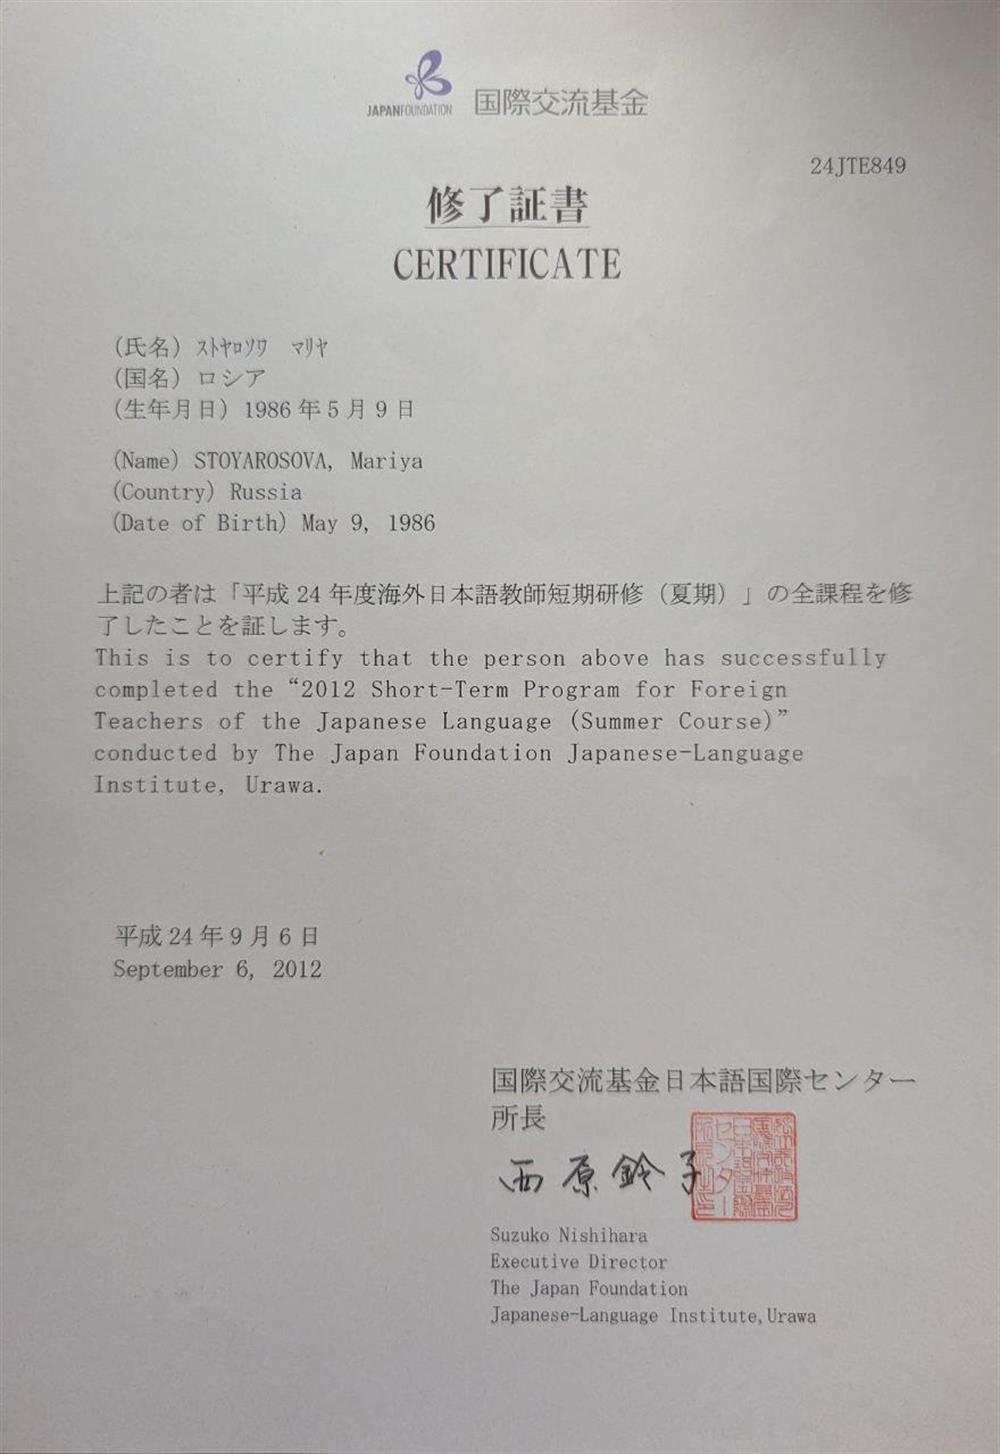 JAPANFOUNDATION 国際交流基金
24JTE849
修了証書
CERTIFICATE
(氏名) ｽﾄﾔﾛｿﾜ　ﾏﾘﾔ
(国名) ロシア
(生年月日) 1986 年 5 月 9 日
(Name) STOYAROSOVA, Mariya
(Country) Russia
(Date of Birth) May 9, 1986
上記の者は「平成 24 年度海外日本語教師短期研修（夏期）」の全課程を修
了したことを証します。
This is to certify that the person above has successfully
completed the “2012 Short-Term Program for Foreign
Teachers of the Japanese Language (Summer Course)”
conducted by The Japan Foundation Japanese-Language
Institute, Urawa.
平成 24 年 9 月 6 日
September 6, 2012
国際交流基金日本語国際センター
所長
西原鈴子
Suzuko Nishihara
Executive Director
The Japan Foundation
Japanese-Language Institute,Urawa